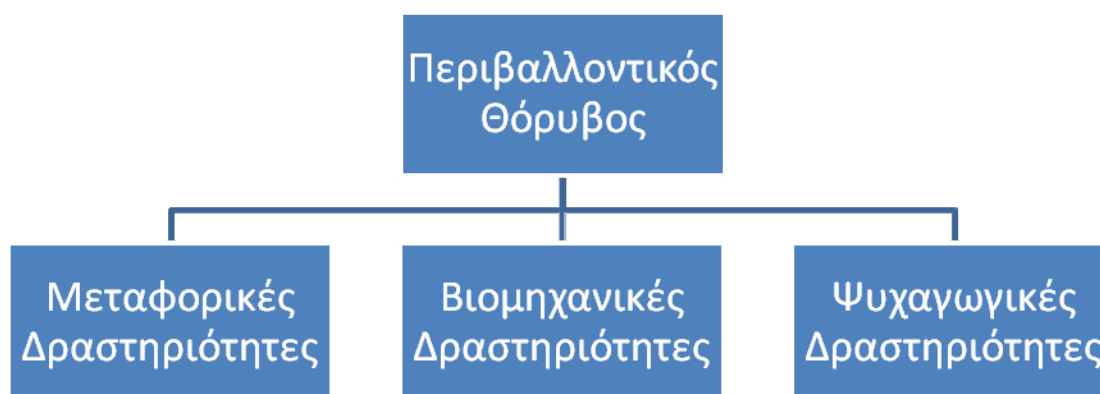 Περιβαλλοντικός
Θόρυβος
Μεταφορικές
Δραστηριότητες
Βιομηχανικές
Δραστηριότητες
Ψυχαγωγικές
Δραστηριότητες